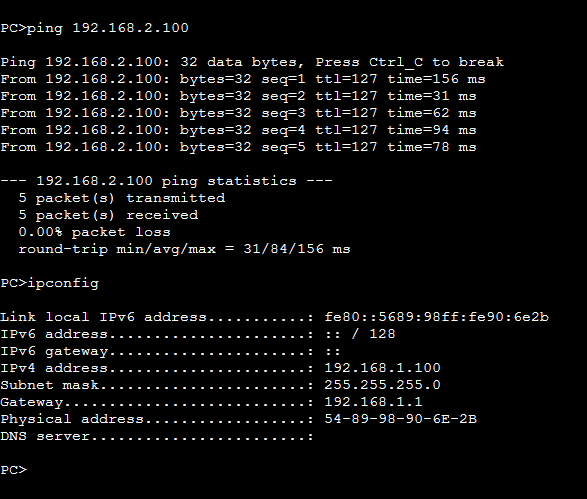 PC>ping 192.168.2.100
Ping 192.168.2.100: 32 data bytes, Press Ctrl_C to break
From 192.168.2.100: bytes=32 seq=1 ttl=127 time=156 ms
From 192.168.2.100: bytes=32 seq=2 ttl=127 time=31 ms
From 192.168.2.100: bytes=32 seq=3 ttl=127 time=62 ms
From 192.168.2.100: bytes=32 seq=4 ttl=127 time=94 ms
From 192.168.2.100: bytes=32 seq=5 ttl=127 time=78 ms
--- 192.168.2.100 ping statistics ---
5 packet(s) transmitted
5 packet(s) received
0.00% packet loss
round-trip min/avg/max = 31/84/156 ms
PC>ipconfig
Link local IPv6 address...........: fe80::5689:98ff:fe90:6e2b
IPv6 address......................: :: / 128
IPv6 gateway......................: ::
IPv4 address......................: 192.168.1.100
Subnet mask.......................: 255.255.255.0
Gateway...........................: 192.168.1.1
Physical address..................: 54-89-98-90-6E-2B
DNS server........................:
PC>